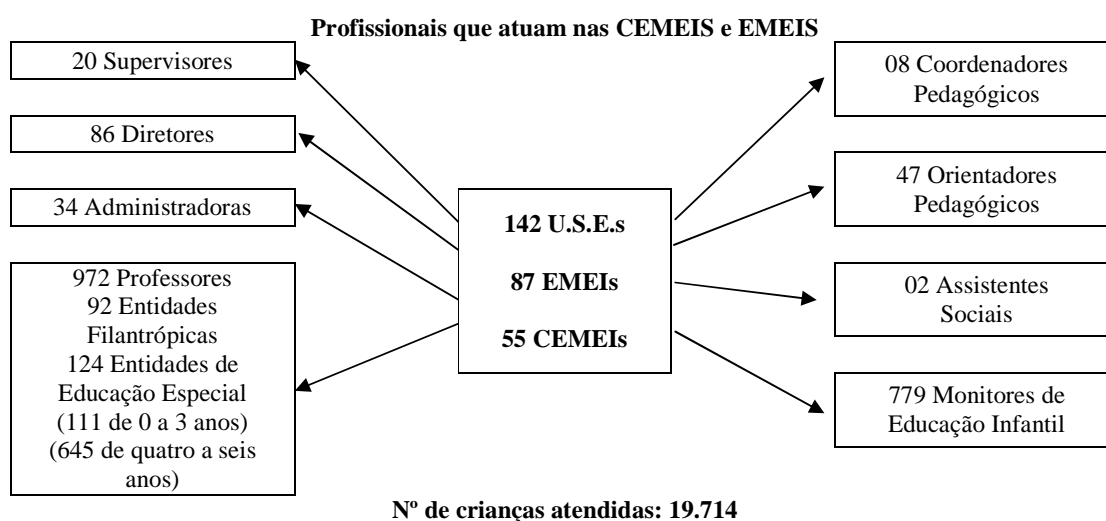 Profissionais que atuam nas CEMEIS e EMEIS
20 Supervisores
86 Diretores
34 Administradoras
972 Professores
92 Entidades
Filantrópicas
124 Entidades de
Educação Especial
(111 de 0 a 3 anos)
(645 de quatro a seis
anos)
142 U.S.E.s
87 EMEIs
55 CEMEIs
08 Coordenadores
Pedagógicos
47 Orientadores
Pedagógicos
02 Assistentes
Sociais
779 Monitores de
Educação Infantil
Nº de crianças atendidas: 19.714